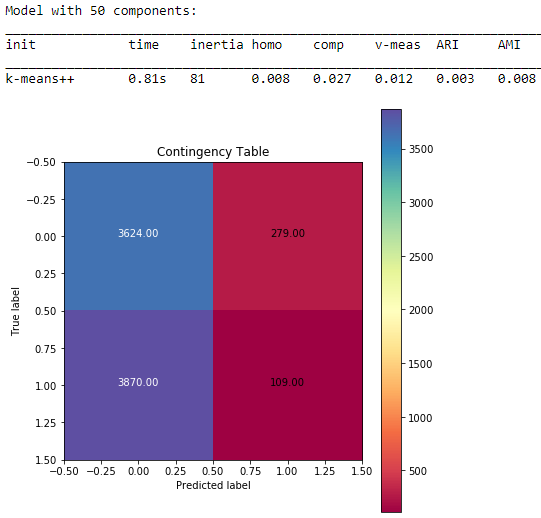 Model with 50 components:
init time inertia homo comp v-meas ARI AMI
k-means++ 0.81s 81 0.008 0.027 0.012 0.003 0.008
Contingency Table
−0.50
−0.25
0.00
0.25
0.50
0.75
1.00
1.25
1.50
True label
3624.00 279.00
3870.00 109.00
−0.50 −0.25 0.00 0.25 0.50 0.75 1.00 1.25 1.50
Predicted label
3500
3000
2500
2000
1500
1000
500